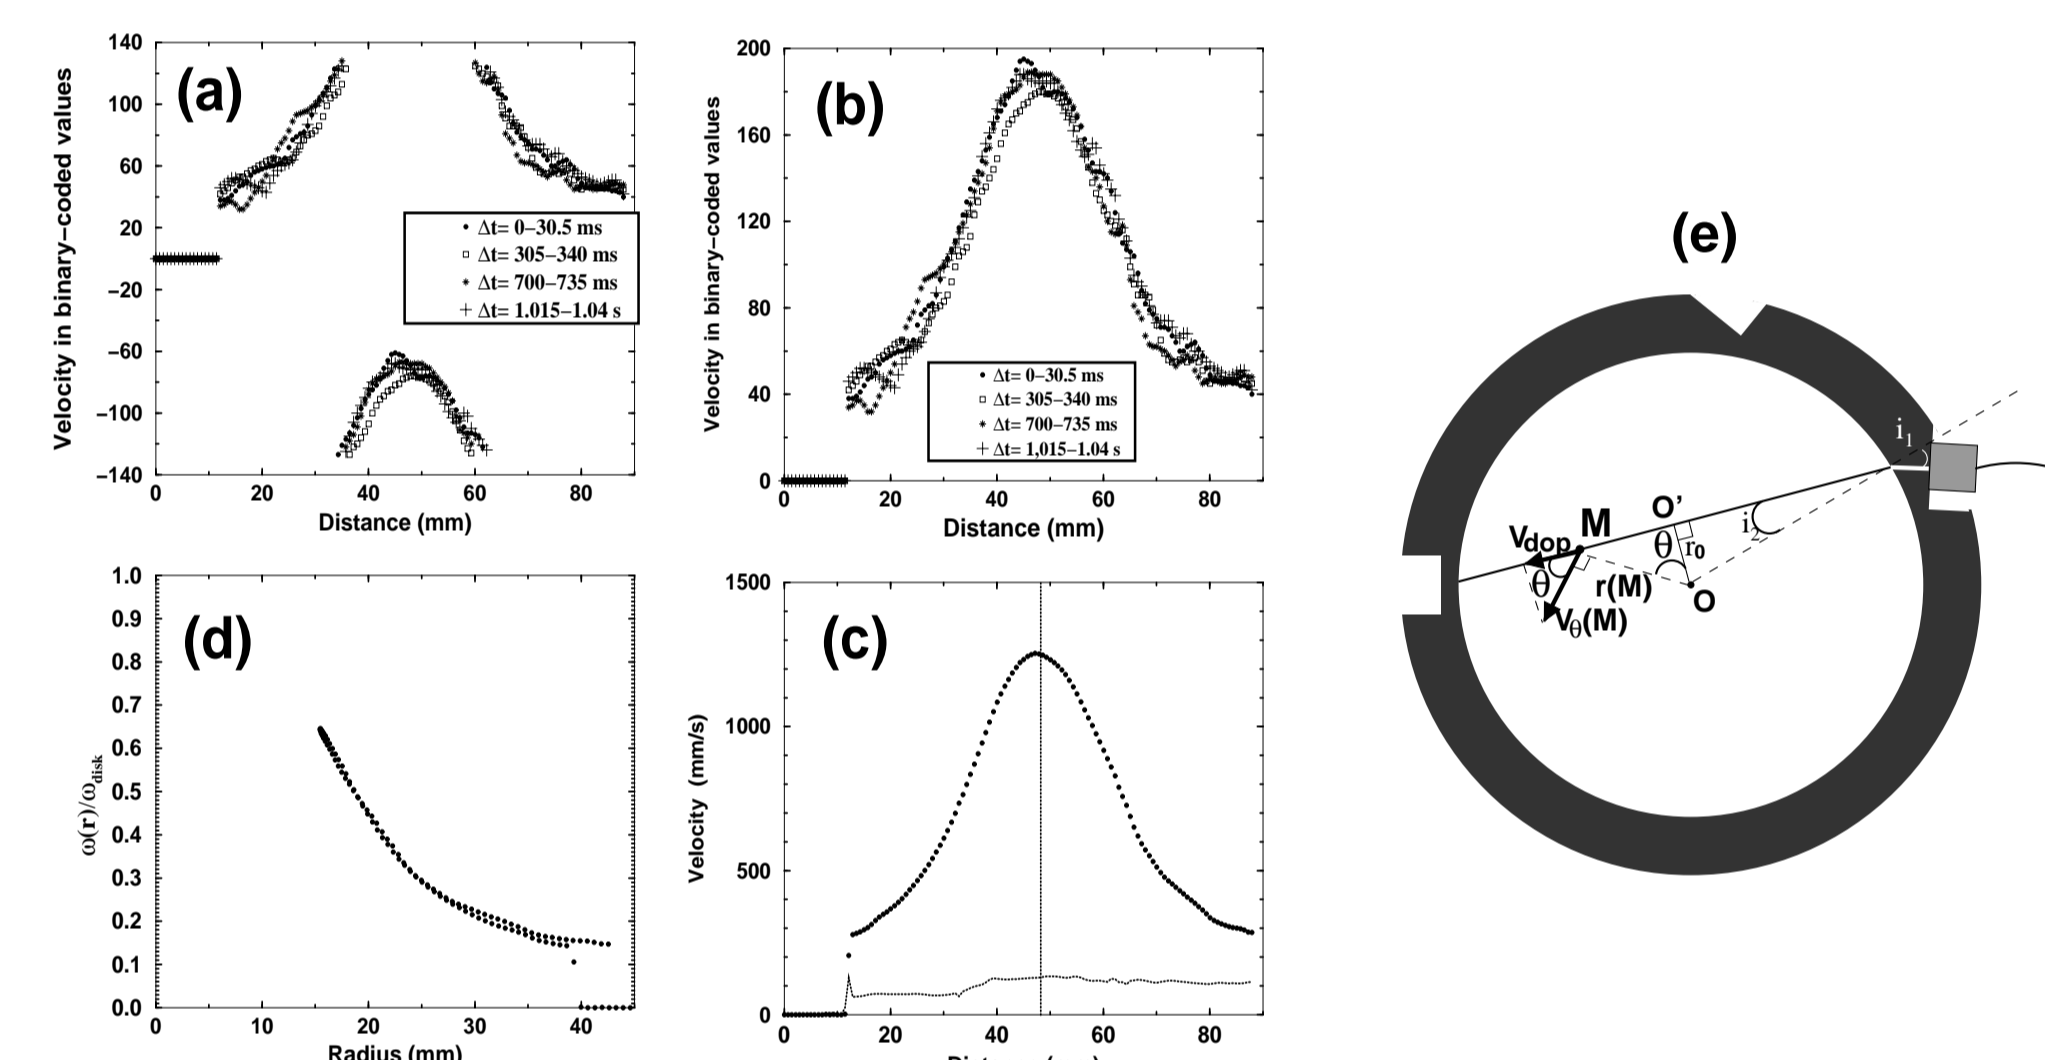 (a)
Velocity in binary–coded values
140
100
60
20
−20
−60
−100
−140
0 20 40 60 80
Distance (mm)
Δt= 0–30.5 ms
Δt= 305–340 ms
Δt= 700–735 ms
Δt= 1.015–1.04 s
(b)
Velocity in binary–coded values
200
160
120
80
40
0
0 20 40 60 80
Distance (mm)
Δt= 0–30.5 ms
Δt= 305–340 ms
Δt= 700–735 ms
Δt= 1,015–1.04 s
(e)
i1
O’
M
Vdop
θ
r0
i2
θ
r(M)
O
Vθ(M)
(d)
ω(r)/ωdisk
1.0
0.9
0.8
0.7
0.6
0.5
0.4
0.3
0.2
0.1
0.0
0 10 20 30 40
Radius (mm)
(c)
Velocity (mm/s)
1500
1000
500
0
0 20 40 60 80
Distance (mm)